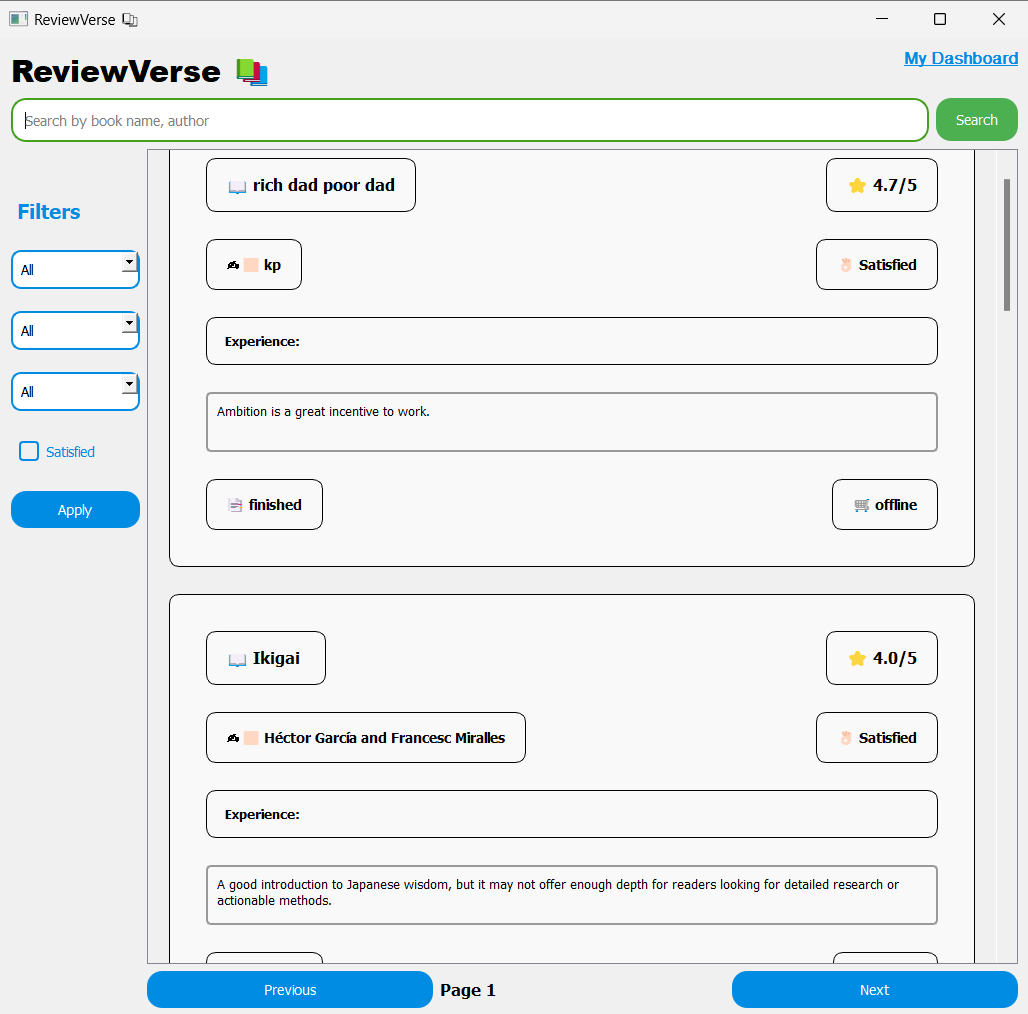 ReviewVerse
ReviewVerse
My Dashboard
Search by book name, author
Search
Filters
All
All
All
Satisfied
Apply
rich dad poor dad
4.7/5
kp
Satisfied
Experience:
Ambition is a great incentive to work.
finished
offline
Ikigai
4.0/5
Héctor García and Francesc Miralles
Satisfied
Experience:
A good introduction to Japanese wisdom, but it may not offer enough depth for readers looking for detailed research or
actionable methods.
Previous
Page 1
Next